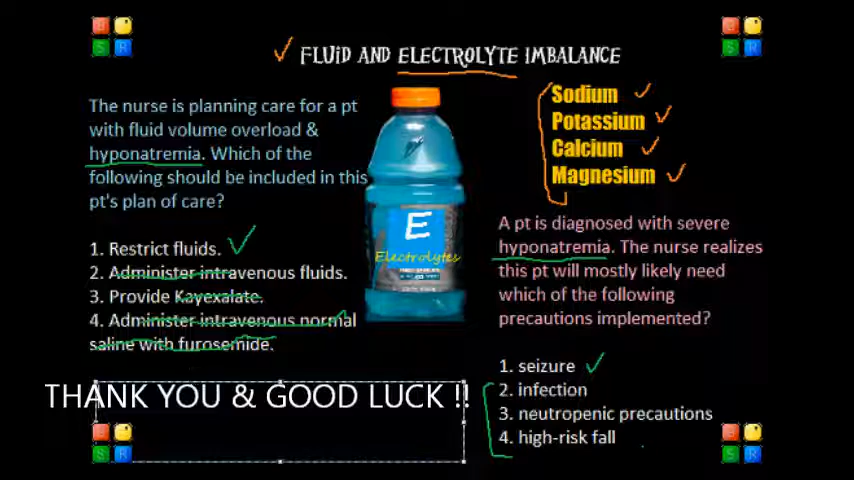 FLUID AND ELECTROLYTE IMBALANCE
The nurse is planning care for a pt
with fluid volume overload &
hyponatremia. Which of the
following should be included in this
pt's plan of care?
1. Restrict fluids.
2. Administer intravenous fluids.
3. Provide Kayexalate.
4. Administer intravenous normal
saline with furosemide.
THANK YOU & GOOD LUCK !!
E
Electrolytes
Sodium
Potassium
Calcium
Magnesium
A pt is diagnosed with severe
hyponatremia. The nurse realizes
this pt will mostly likely need
which of the following
precautions implemented?
1. seizure
2. infection
3. neutropenic precautions
4. high-risk fall